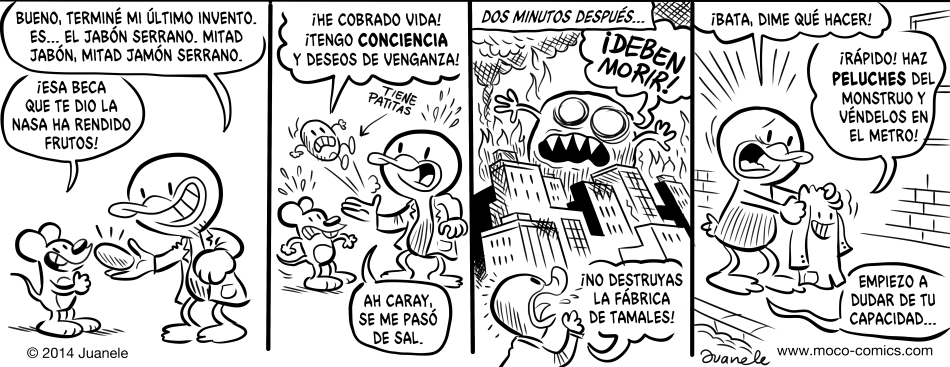 BUENO, TERMINÉ MI ÚLTIMO INVENTO.
ES... EL JABÓN SERRANO. MITAD
JABÓN, MITAD JAMÓN SERRANO.
¡ESA BECA
QUE TE DIO LA
NASA HA RENDIDO
FRUTOS!
© 2014 Juanele
¡HE COBRADO VIDA!
¡TENGO CONCIENCIA
Y DESEOS DE VENGANZA!
TIENE
PATITAS
AH CARAY,
SE ME PASÓ
DE SAL.
DOS MINUTOS DESPUÉS...
¡DEBEN
MORIR!
¡NO DESTRUYAS
LA FÁBRICA
DE TAMALES!
¡BATA, DIME QUÉ HACER!
¡RÁPIDO! HAZ
PELUCHES DEL
MONSTRUO Y
VÉNDELOS EN
EL METRO!
EMPIEZO A
DUDAR DE TU
CAPACIDAD...
Juanele
www.moco-comics.com